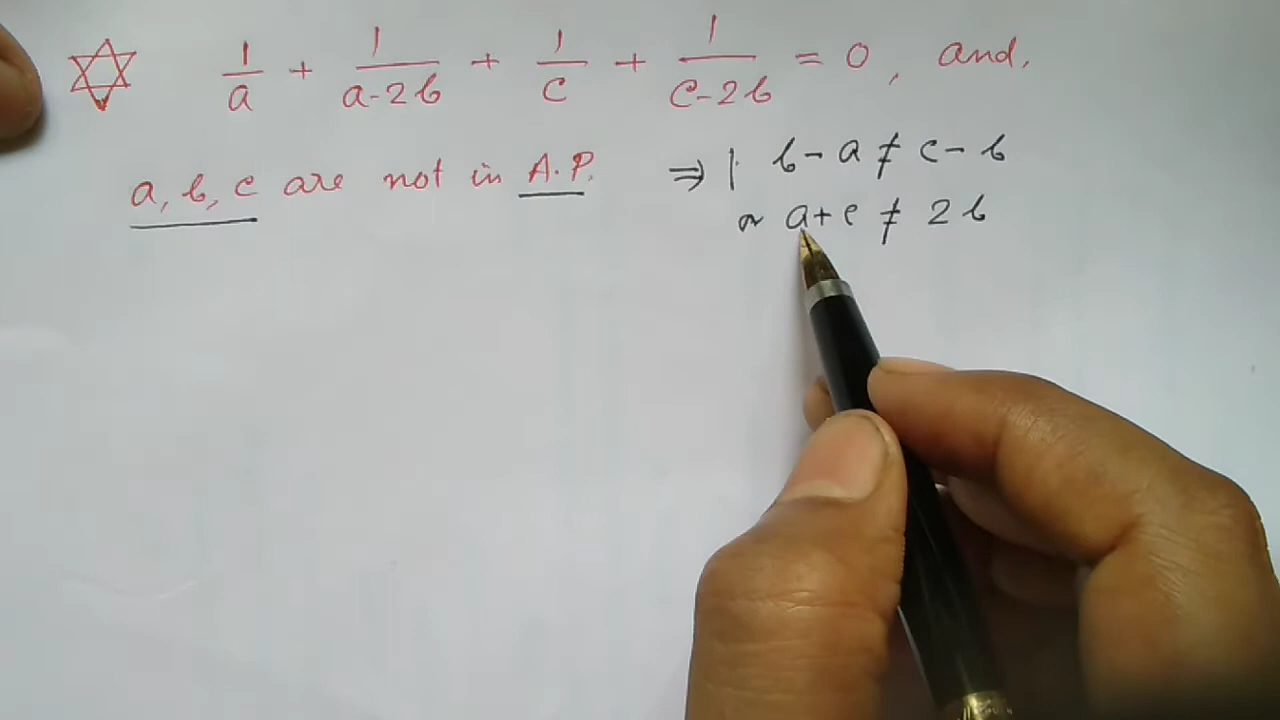 1/a + 1/(a-2b) + 1/c + 1/(c-2b) = 0, and,
a, b, c are not in A.P. ⇒ | b - a ≠ c - b
or a + c ≠ 2b